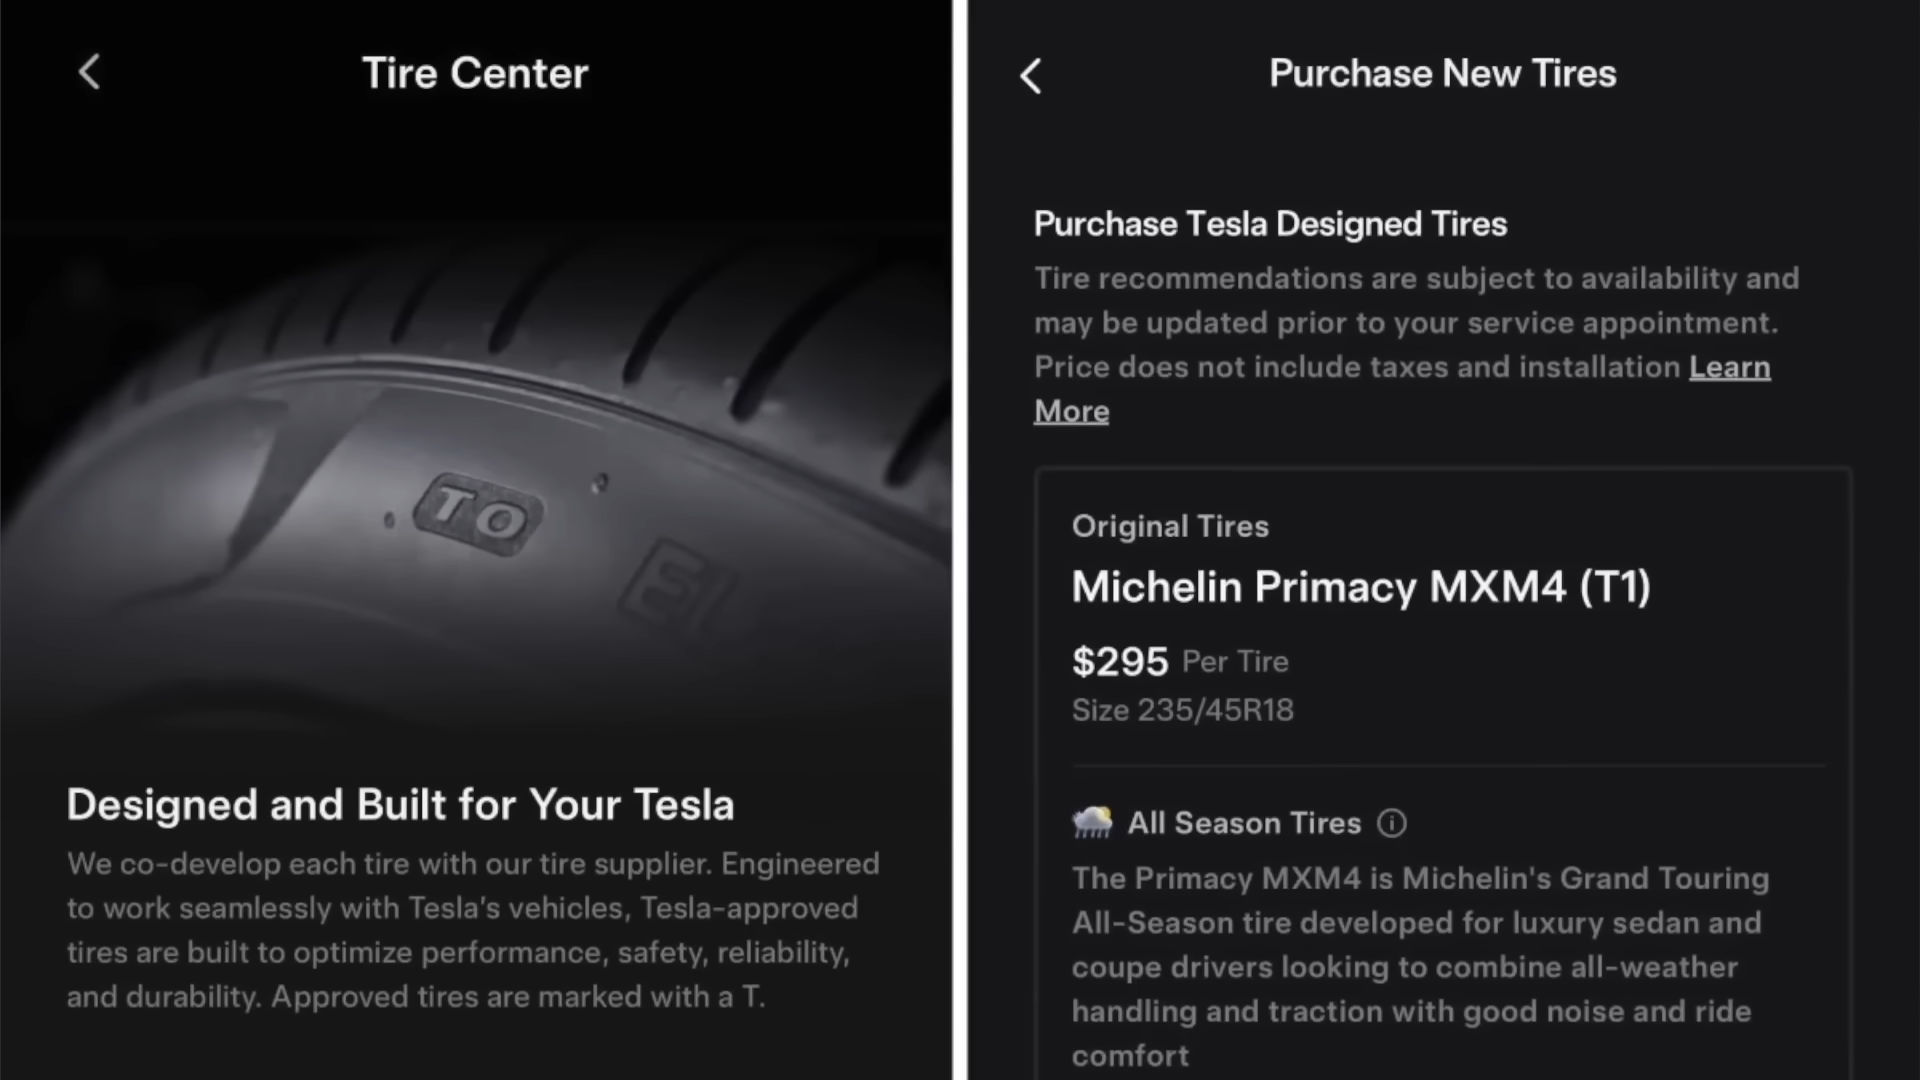 Tire Center
TO
EL
Designed and Built for Your Tesla
We co-develop each tire with our tire supplier. Engineered
to work seamlessly with Tesla's vehicles, Tesla-approved
tires are built to optimize performance, safety, reliability,
and durability. Approved tires are marked with a T.
Purchase New Tires
Purchase Tesla Designed Tires
Tire recommendations are subject to availability and
may be updated prior to your service appointment.
Price does not include taxes and installation Learn
More
Original Tires
Michelin Primacy MXM4 (T1)
$295 Per Tire
Size 235/45R18
All Season Tires
The Primacy MXM4 is Michelin's Grand Touring
All-Season tire developed for luxury sedan and
coupe drivers looking to combine all-weather
handling and traction with good noise and ride
comfort